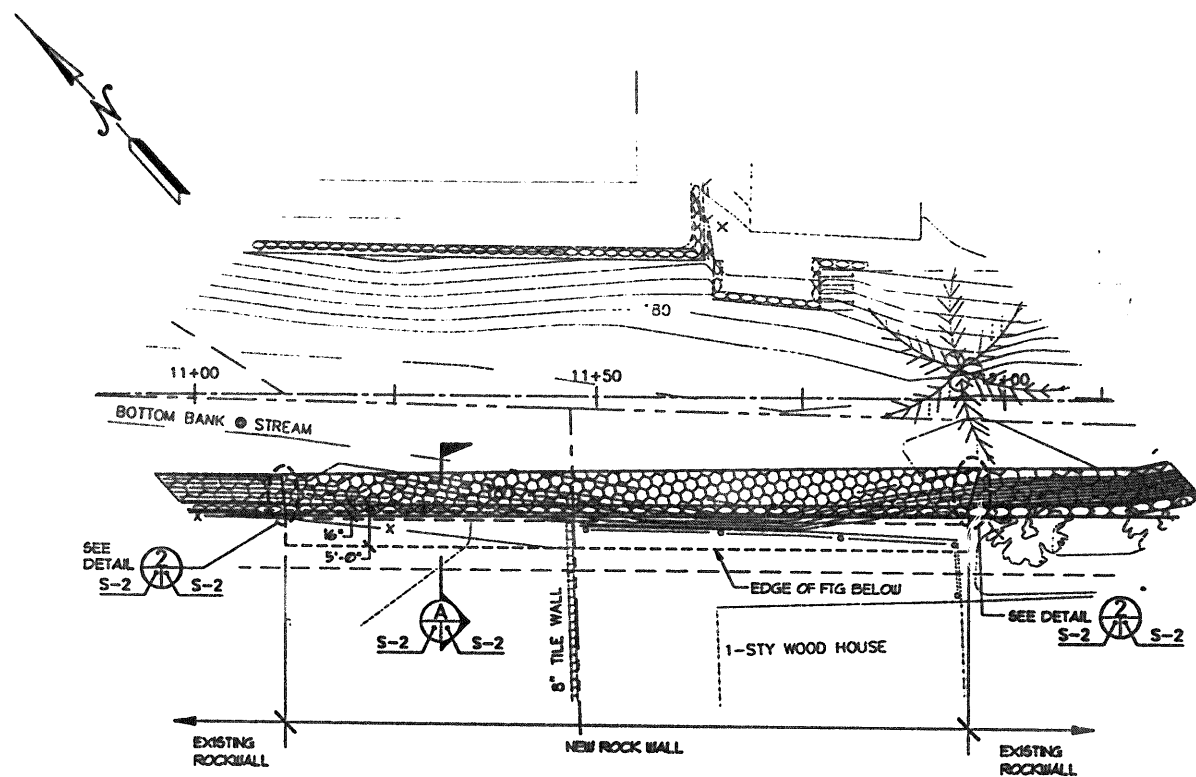 N
80
11+00
11+50
BOTTOM BANK @ STREAM
16"
5'-0"
SEE
DETAIL
2
S-2 S-2
EDGE OF FTG BELOW
A
S-2 S-2
8" TILE WALL
1-STY WOOD HOUSE
SEE DETAIL
2
S-2 S-2
EXISTING
ROCKWALL
NEW ROCK WALL
EXISTING
ROCKWALL